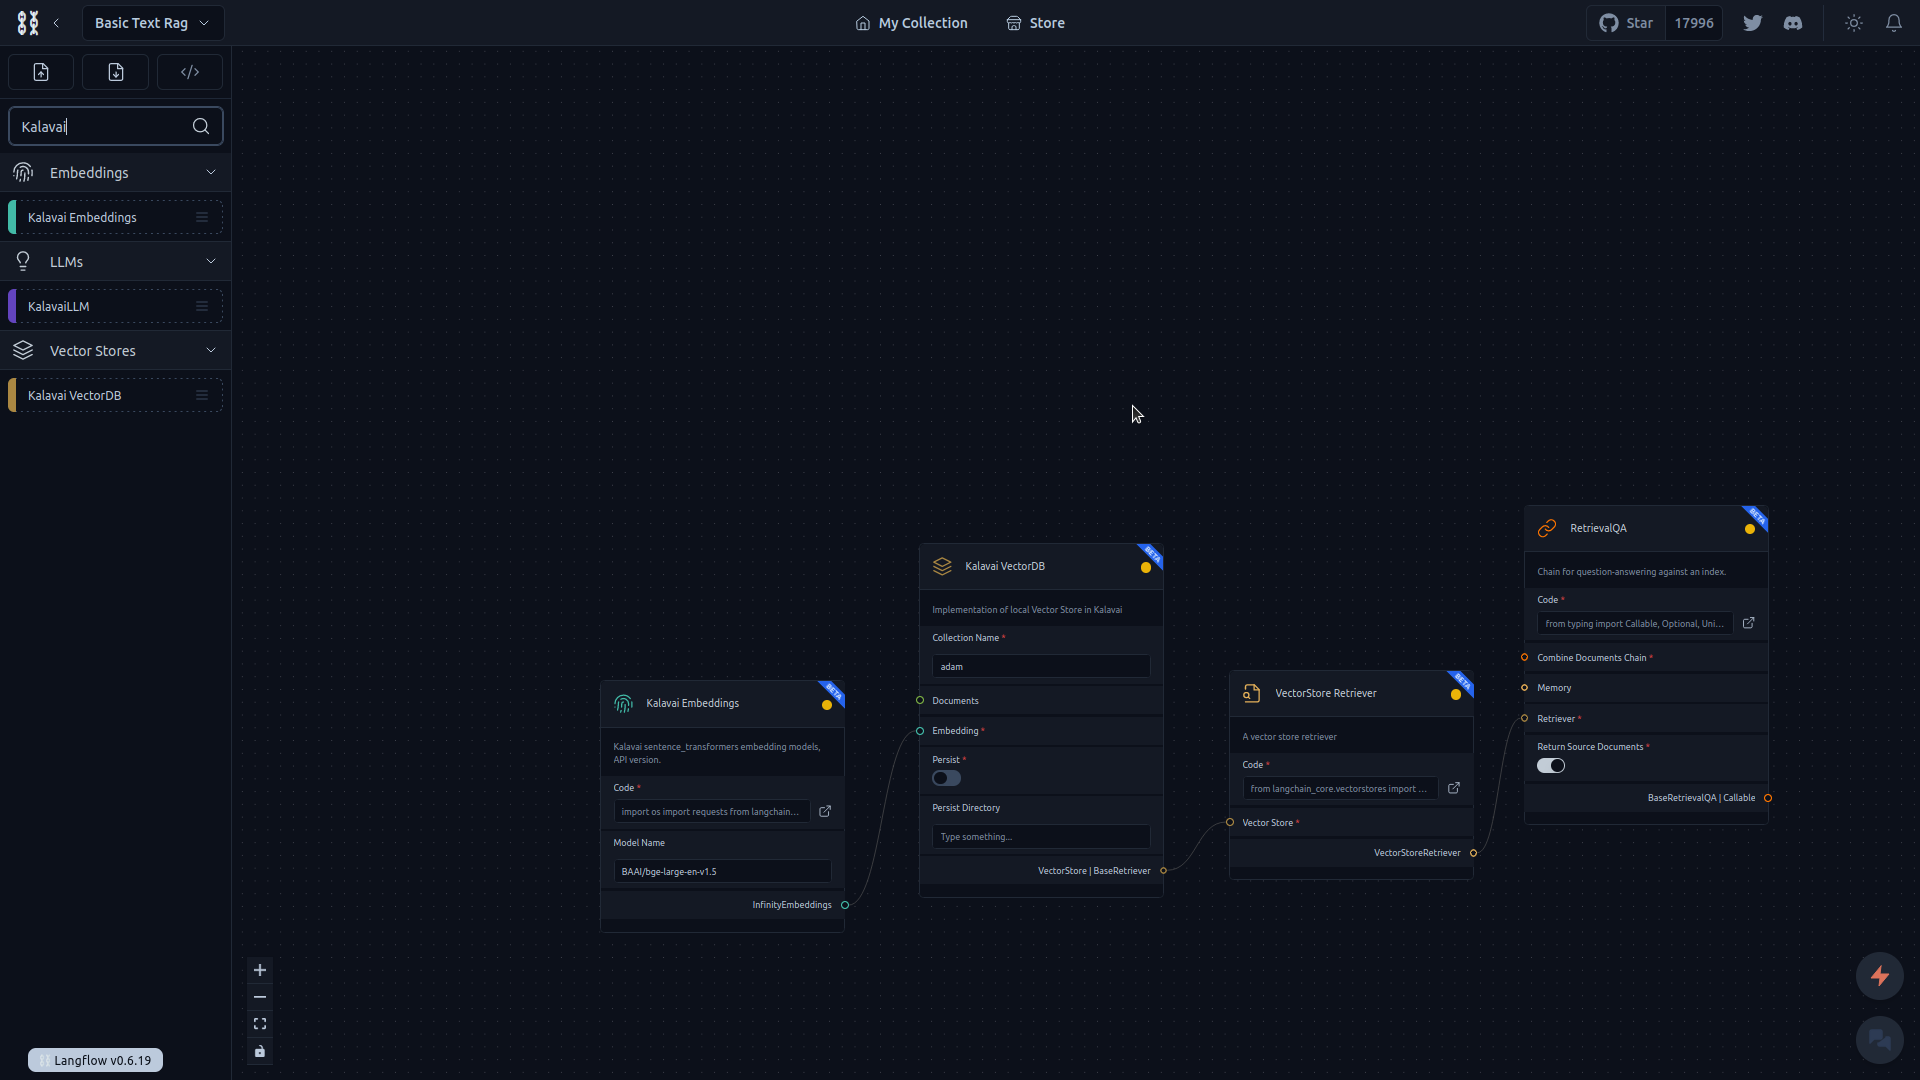 Basic Text Rag
My Collection
Store
Star
17996
Kalavai
Embeddings
Kalavai Embeddings
LLMs
KalavaiLLM
Vector Stores
Kalavai VectorDB
Langflow v0.6.19
Kalavai Embeddings
BETA
Kalavai sentence_transformers embedding models,
API version.
Code *
import os import requests from langchain...
Model Name
BAAI/bge-large-en-v1.5
InfinityEmbeddings
Kalavai VectorDB
BETA
Implementation of local Vector Store in Kalavai
Collection Name *
adam
Documents
Embedding *
Persist *
Persist Directory
Type something...
VectorStore | BaseRetriever
VectorStore Retriever
BETA
A vector store retriever
Code *
from langchain_core.vectorstores import ...
Vector Store *
VectorStoreRetriever
RetrievalQA
BETA
Chain for question-answering against an index.
Code *
from typing import Callable, Optional, Uni...
Combine Documents Chain *
Memory
Retriever *
Return Source Documents *
BaseRetrievalQA | Callable